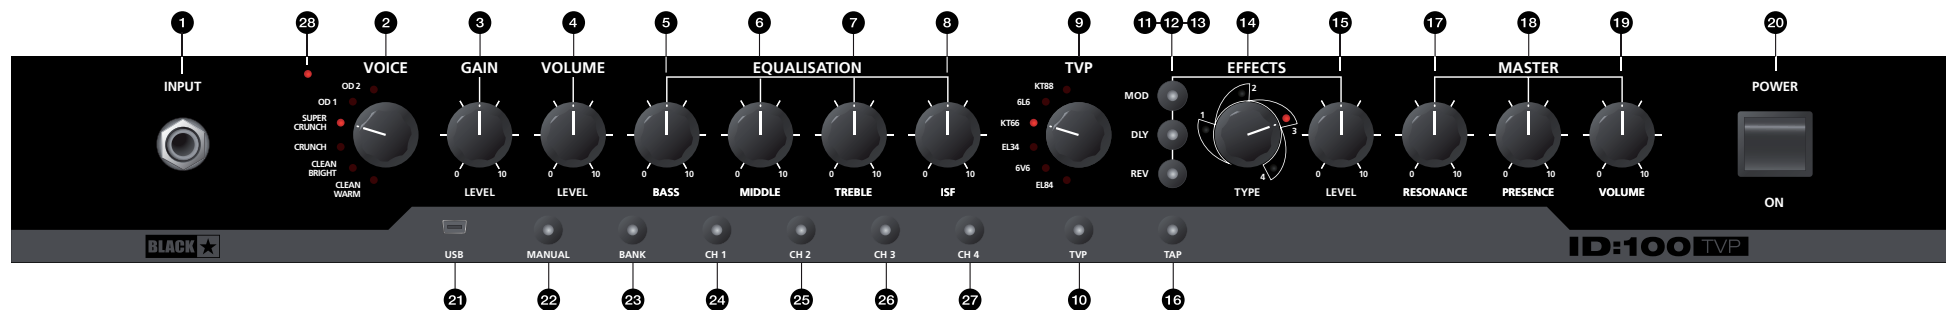 1 28 2 3 4 5 6 7 8 9 11 12 13 14 15 17 18 19 20
INPUT
VOICE
OD 2
OD 1
SUPER
CRUNCH
CRUNCH
CLEAN
BRIGHT
CLEAN
WARM
GAIN
0 10
LEVEL
VOLUME
0 10
LEVEL
EQUALISATION
0 10
BASS
0 10
MIDDLE
0 10
TREBLE
0 10
ISF
TVP
KT88
6L6
KT66
EL34
6V6
EL84
EFFECTS
MOD
DLY
REV
1
2
3
4
TYPE
0 10
LEVEL
MASTER
0 10
RESONANCE
0 10
PRESENCE
0 10
VOLUME
POWER
ON
BLACK
USB
MANUAL
BANK
CH 1
CH 2
CH 3
CH 4
TVP
TAP
ID:100 TVP
21 22 23 24 25 26 27 10 16